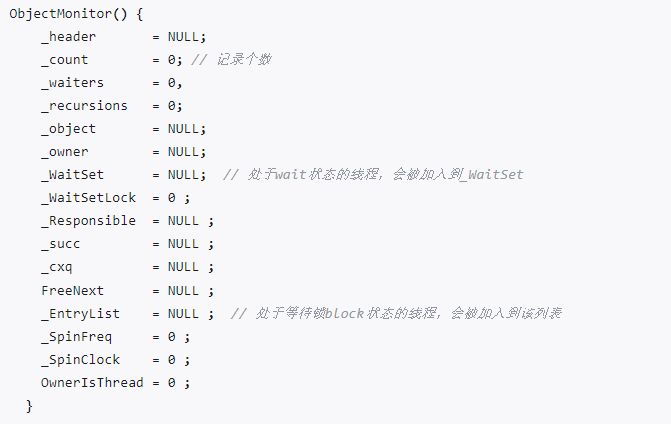 ObjectMonitor() {
    _header       = NULL;
    _count        = 0; // 记录个数
    _waiters      = 0,
    _recursions   = 0;
    _object       = NULL;
    _owner        = NULL;
    _WaitSet      = NULL;  // 处于wait状态的线程，会被加入到_WaitSet
    _WaitSetLock  = 0 ;
    _Responsible  = NULL ;
    _succ         = NULL ;
    _cxq          = NULL ;
    FreeNext      = NULL ;
    _EntryList    = NULL ;  // 处于等待锁block状态的线程，会被加入到该列表
    _SpinFreq     = 0 ;
    _SpinClock    = 0 ;
    OwnerIsThread = 0 ;
  }